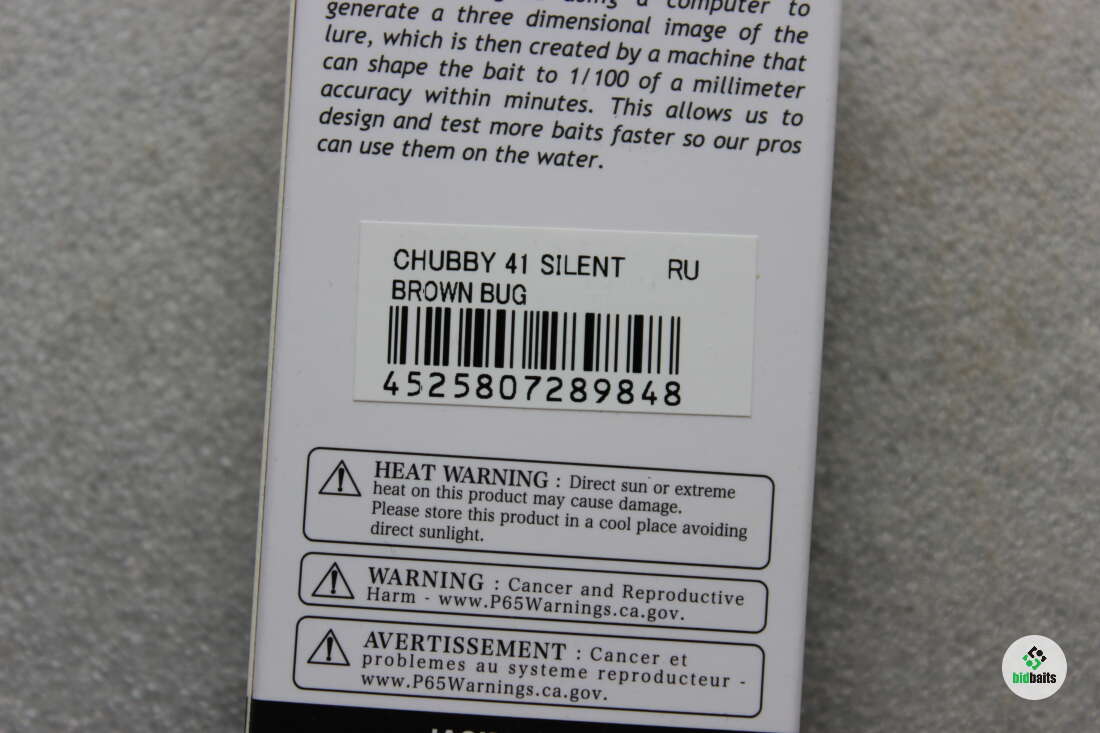 using a computer to
generate a three dimensional image of the
lure, which is then created by a machine that
can shape the bait to 1/100 of a millimeter
accuracy within minutes. This allows us to
design and test more baits faster so our pros
can use them on the water.
CHUBBY 41 SILENT RU
BROWN BUG
4525807289848
HEAT WARNING : Direct sun or extreme
heat on this product may cause damage.
Please store this product in a cool place avoiding
direct sunlight.
WARNING : Cancer and Reproductive
Harm - www.P65Warnings.ca.gov.
AVERTISSEMENT : Cancer et
problemes au systeme reproducteur -
www.P65Warnings.ca.gov.
bidbaits